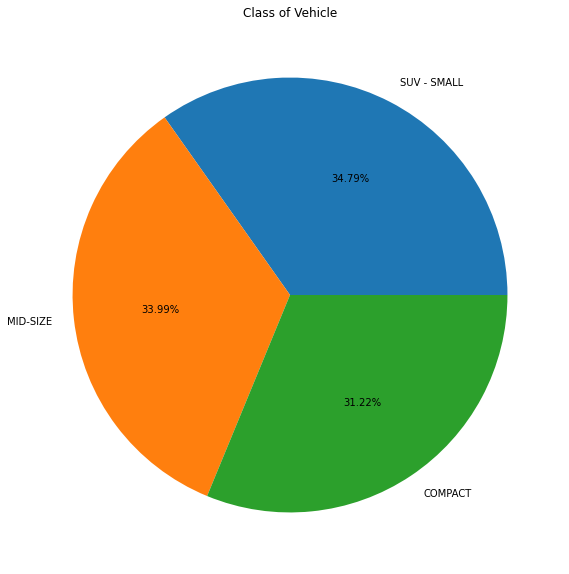 Class of Vehicle
SUV - SMALL
34.79%
MID-SIZE
33.99%
31.22%
COMPACT